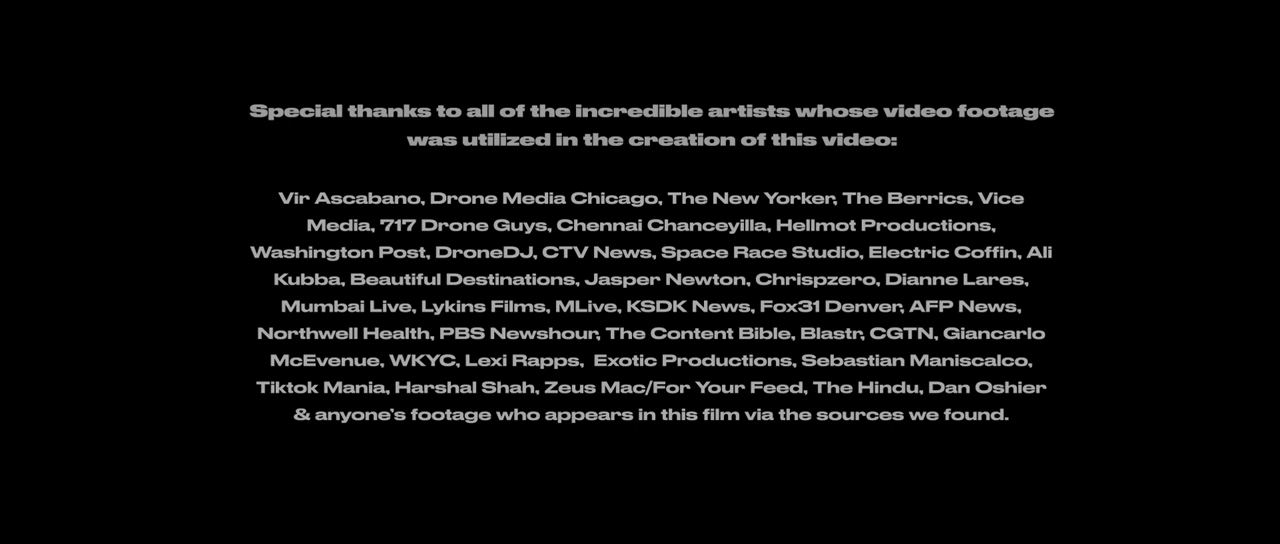 Special thanks to all of the incredible artists whose video footage
was utilized in the creation of this video:
Vir Ascabano, Drone Media Chicago, The New Yorker, The Berrics, Vice
Media, 717 Drone Guys, Chennai Chanceyilla, Hellmot Productions,
Washington Post, DroneDJ, CTV News, Space Race Studio, Electric Coffin, Ali
Kubba, Beautiful Destinations, Jasper Newton, Chrispzero, Dianne Lares,
Mumbai Live, Lykins Films, MLive, KSDK News, Fox31 Denver, AFP News,
Northwell Health, PBS Newshour, The Content Bible, Blastr, CGTN, Giancarlo
McEvenue, WKYC, Lexi Rapps,  Exotic Productions, Sebastian Maniscalco,
Tiktok Mania, Harshal Shah, Zeus Mac/For Your Feed, The Hindu, Dan Oshier
& anyone's footage who appears in this film via the sources we found.